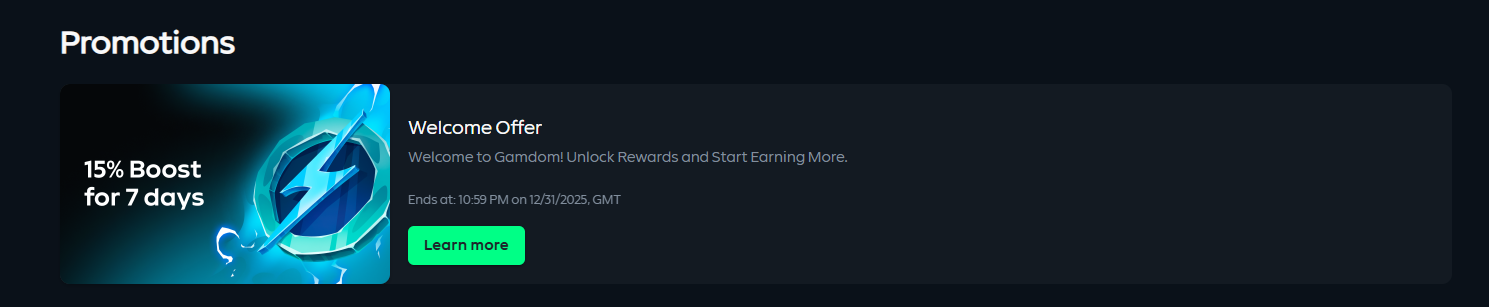 Promotions
15% Boost
for 7 days
Welcome Offer
Welcome to Gamdom! Unlock Rewards and Start Earning More.
Ends at: 10:59 PM on 12/31/2025, GMT
Learn more